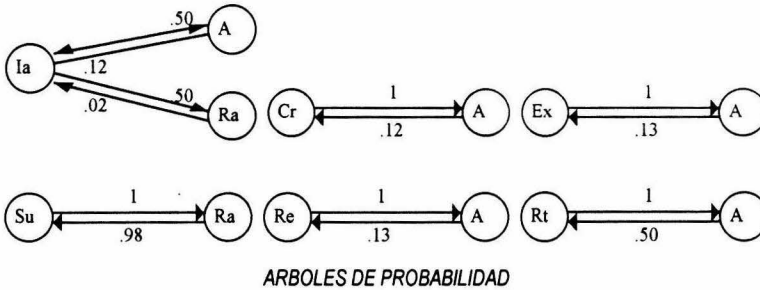 .50
A
Ia
.12
.50
.02
Ra
Cr
1
.12
A
Ex
1
.13
A
Su
1
.98
Ra
Re
1
.13
A
Rt
1
.50
A
ARBOLES DE PROBABILIDAD